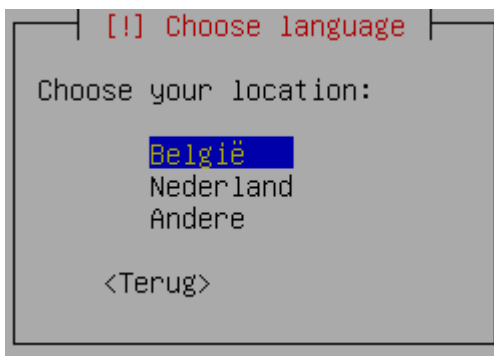 [!] Choose language
Choose your location:
België
Nederland
Andere
<Terug>